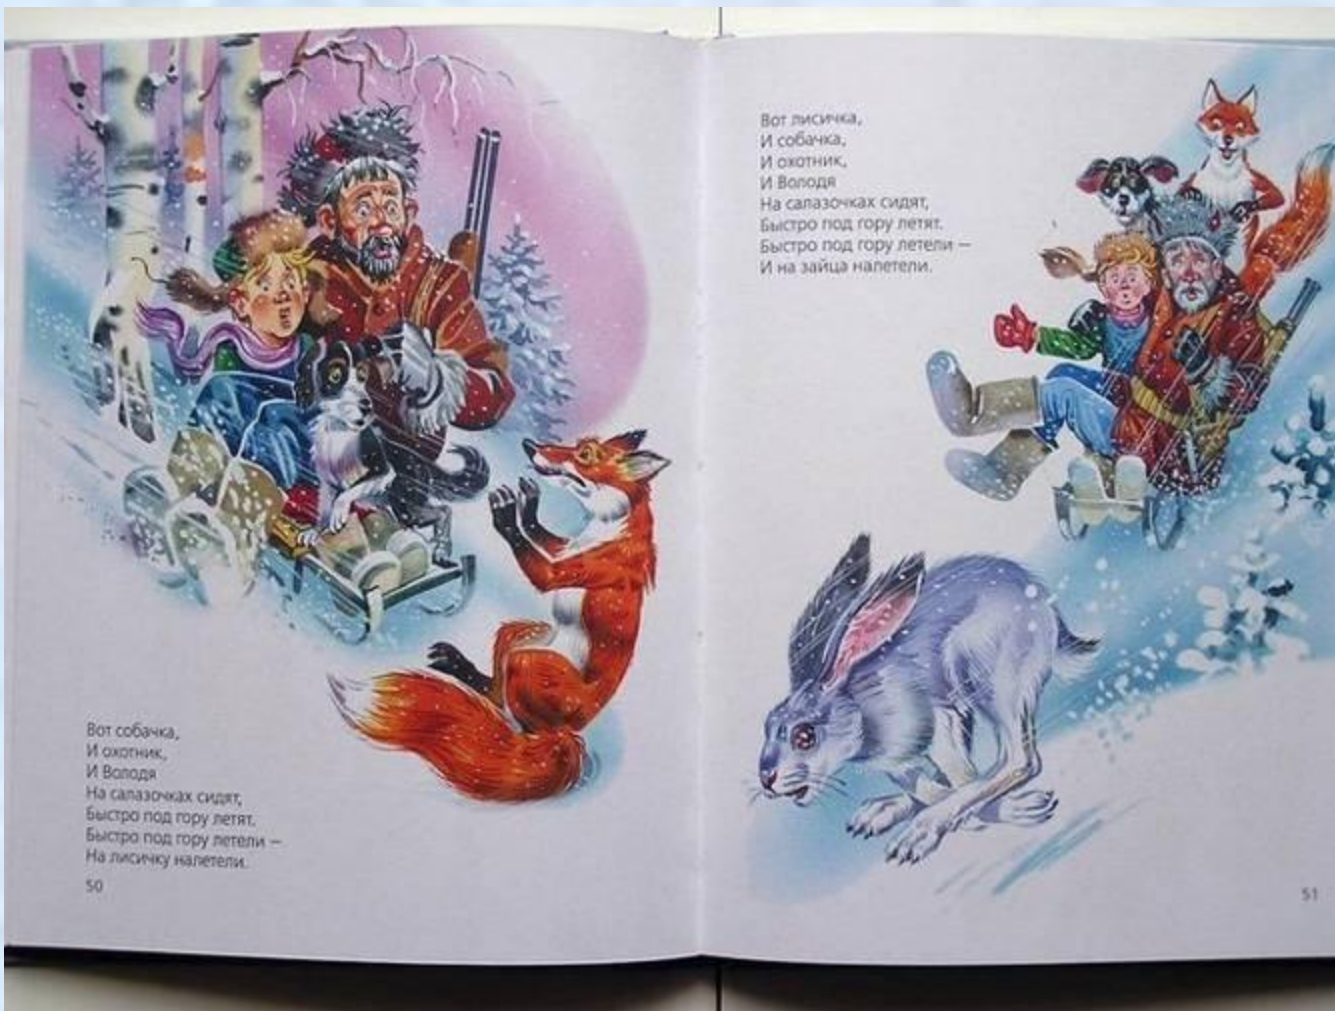 Вот собачка,
И охотник,
И Володя
На салазочках сидят,
Быстро под гору летят.
Быстро под гору летели —
На лисичку налетели.
50
Вот лисичка,
И собачка,
И охотник,
И Володя
На салазочках сидят,
Быстро под гору летят.
Быстро под гору летели —
И на зайца налетели.
51